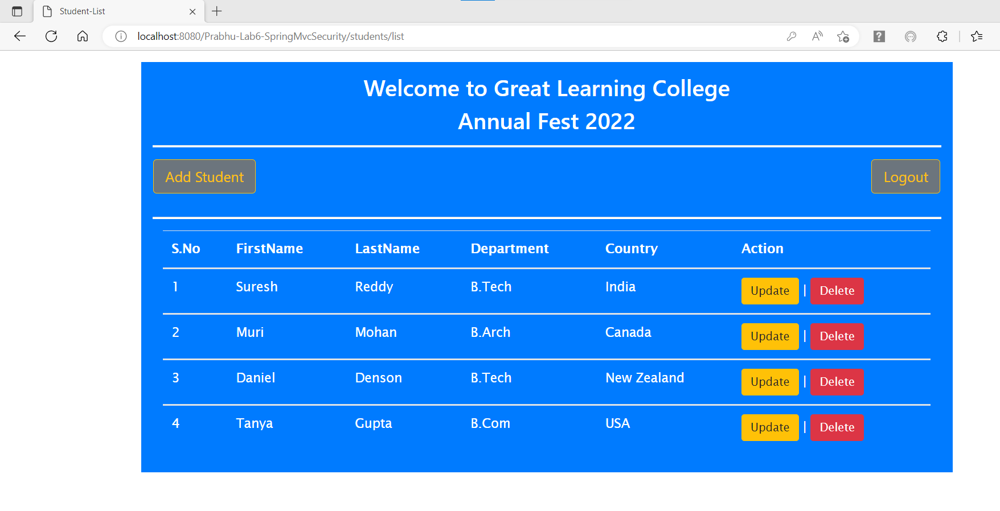 Student-List
localhost:8080/Prabhu-Lab6-SpringMvcSecurity/students/list
Welcome to Great Learning College
Annual Fest 2022
Add Student Logout
S.No FirstName LastName Department Country Action
1 Suresh Reddy B.Tech India Update | Delete
2 Muri Mohan B.Arch Canada Update | Delete
3 Daniel Denson B.Tech New Zealand Update | Delete
4 Tanya Gupta B.Com USA Update | Delete